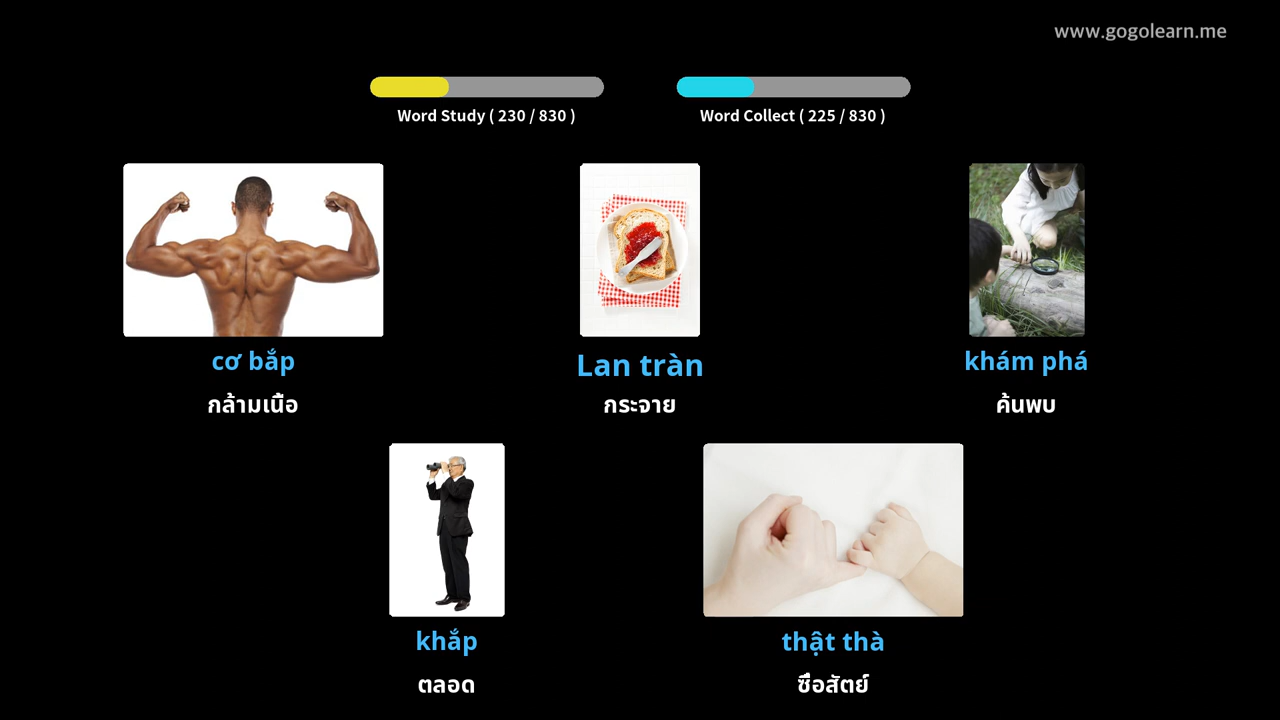 www.gogolearn.me
Word Study ( 230 / 830 )
Word Collect ( 225 / 830 )
cơ bắp
Lan tràn
khám phá
กล้ามเนื้อ
กระจาย
ค้นพบ
khắp
thật thà
ตลอด
ซื่อสัตย์